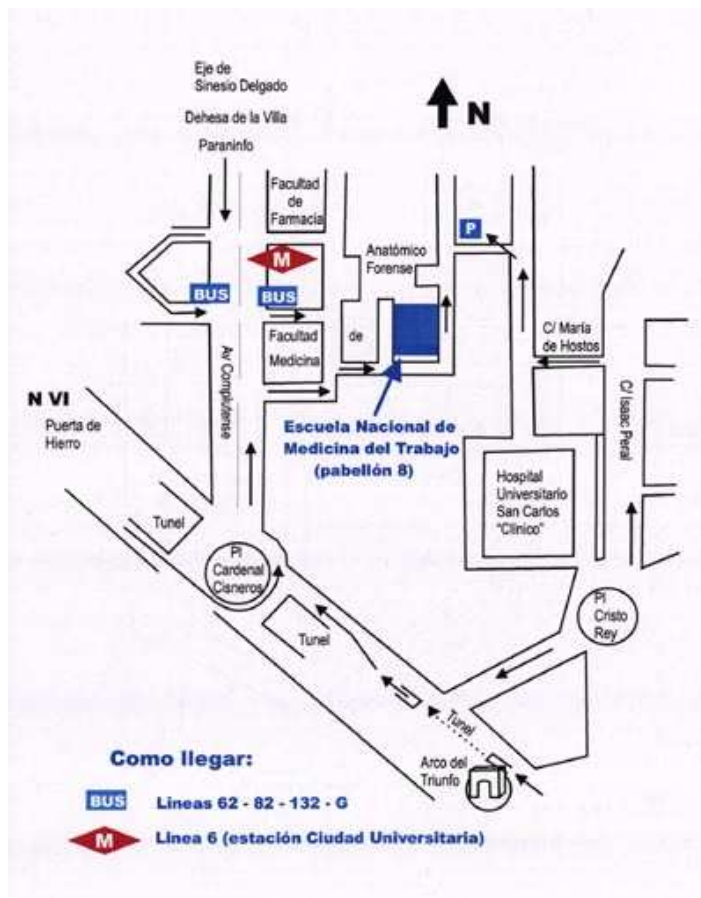 Eje de
Sinesio Delgado
Dehesa de la Villa
Paraninfo
N
Facultad
de
Farmacia
P
M
Anatómico
Forense
BUS
BUS
Facultad
de
Medicina
C/ María
de Hostos
Av Complutense
C/ Isaac Peral
N VI
Puerta de
Hierro
Escuela Nacional de
Medicina del Trabajo
(pabellón 8)
Hospital
Universitario
San Carlos
"Clínico"
Tunel
Pl
Cardenal
Cisneros
Pl
Cristo
Rey
Tunel
Tunel
Arco del
Triunfo
Como llegar:
BUS Lineas 62 - 82 - 132 - G
M Linea 6 (estación Ciudad Universitaria)